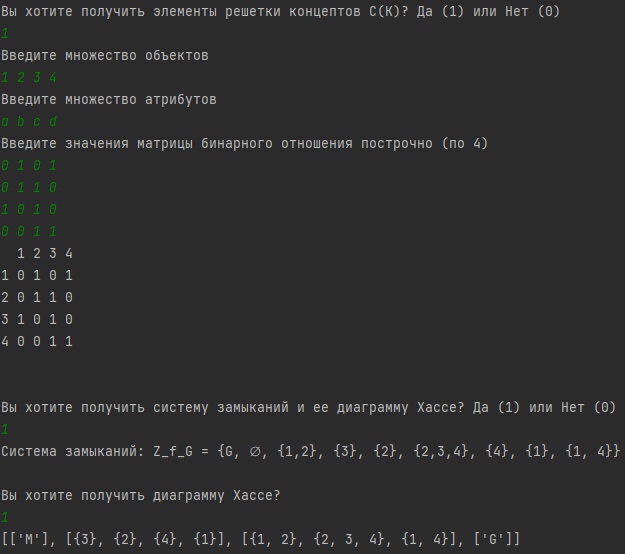 Вы хотите получить элементы решетки концептов C(K)? Да (1) или Нет (0)
1
Введите множество объектов
1 2 3 4
Введите множество атрибутов
a b c d
Введите значения матрицы бинарного отношения построчно (по 4)
0 1 0 1
0 1 1 0
1 0 1 0
0 0 1 1
  1 2 3 4
1 0 1 0 1
2 0 1 1 0
3 1 0 1 0
4 0 0 1 1
Вы хотите получить систему замыканий и ее диаграмму Хассе? Да (1) или Нет (0)
1
Система замыканий: Z_f_G = {G, ∅, {1,2}, {3}, {2}, {2,3,4}, {4}, {1}, {1, 4}}
Вы хотите получить диаграмму Хассе?
1
[['M'], [{3}, {2}, {4}, {1}], [{1, 2}, {2, 3, 4}, {1, 4}], ['G']]